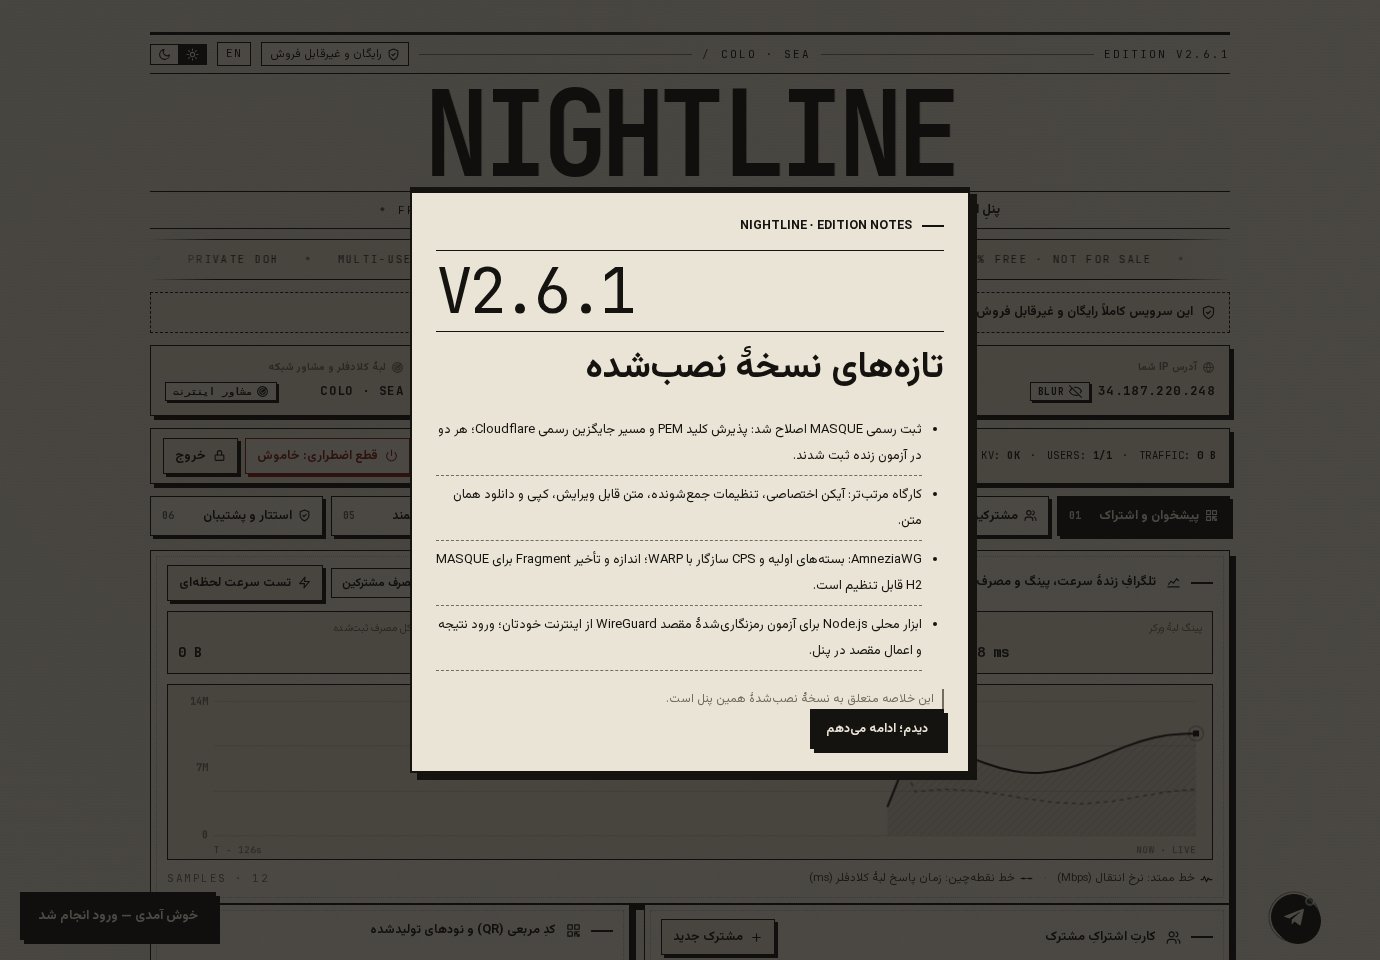 رایگان و غیرقابل فروش
EN
/ COLO · SEA
EDITION V2.6.1
NIGHTLINE
PRIVATE DOH
FREE · NOT FOR SALE
این سرویس کاملاً رایگان و غیرقابل فروش
آدرس IP شما
34.187.220.248
BLUR
لبهٔ کلادفلر و مشاور شبکه
COLO · SEA
مشاور اینترنت
KV: OK · USERS: 1/1 · TRAFFIC: 0 B
قطع اضطراری: خاموش
خروج
پیشخوان و اشتراک
01
05
استتار و پشتیبان
06
تلگراف زندهٔ سرعت، پینگ و مصرف
تست سرعت لحظه‌ای
پینگ لبهٔ ورکر
8 ms
کل مصرف ثبت‌شده
0 B
NIGHTLINE · EDITION NOTES
V2.6.1
تازه‌های نسخهٔ نصب‌شده
ثبت رسمی MASQUE اصلاح شد: پذیرش کلید PEM و مسیر جایگزین رسمی Cloudflare؛ هر دو
در آزمون زنده ثبت شدند.
کارگاه مرتب‌تر: آیکن اختصاصی، تنظیمات جمع‌شونده، متن قابل ویرایش، کپی و دانلود همان
متن.
AmneziaWG: بسته‌های اولیه و CPS سازگار با WARP؛ اندازه و تأخیر Fragment برای MASQUE
H2 قابل تنظیم است.
ابزار محلی Node.js برای آزمون رمزنگاری‌شدهٔ مقصد WireGuard از اینترنت خودتان؛ ورود نتیجه
و اعمال مقصد در پنل.
این خلاصه متعلق به نسخهٔ نصب‌شدهٔ همین پنل است.
دیدم؛ ادامه می‌دهم
14M
7M
0
T - 126s
NOW · LIVE
خط ممتد: نرخ انتقال (Mbps) · خط نقطه‌چین: زمان پاسخ لبهٔ کلادفلر (ms)
SAMPLES · 12
کارتِ اشتراکِ مشترک
مشترک جدید
کد مربعی (QR) و نودهای تولیدشده
خوش آمدی — ورود انجام شد